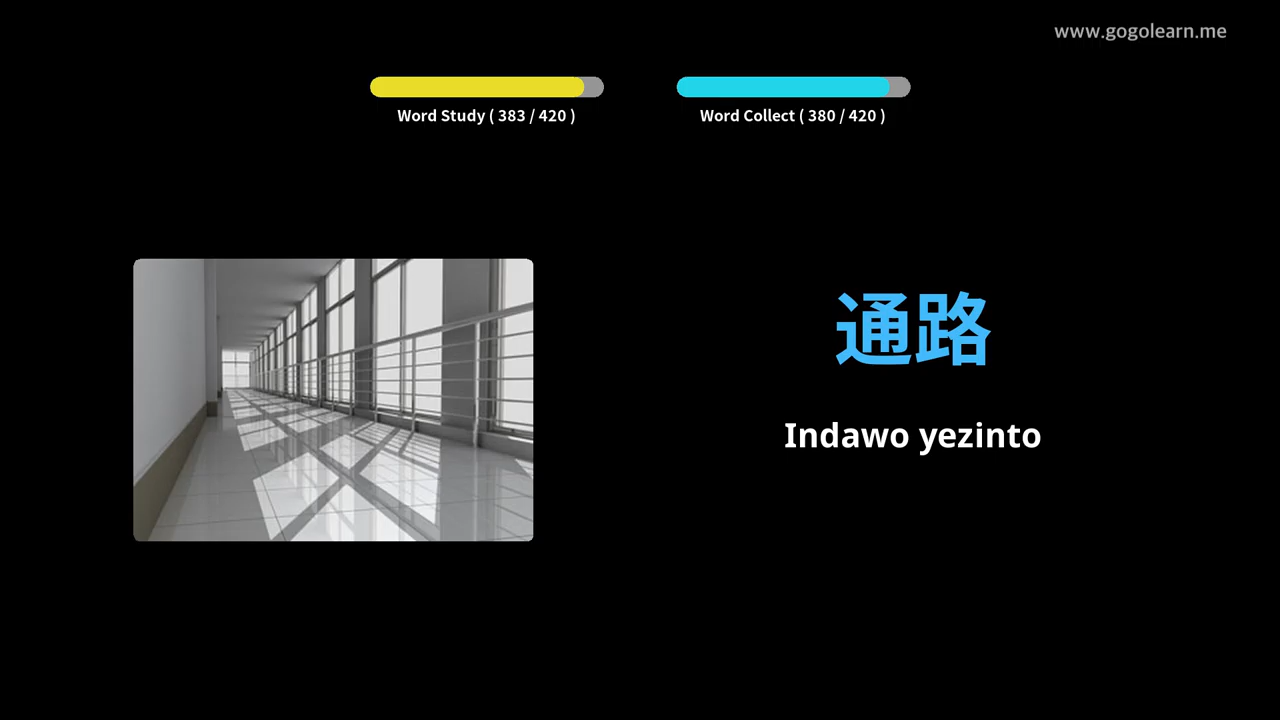 www.gogolearn.me
Word Study ( 383 / 420 )
Word Collect ( 380 / 420 )
通路
Indawo yezinto